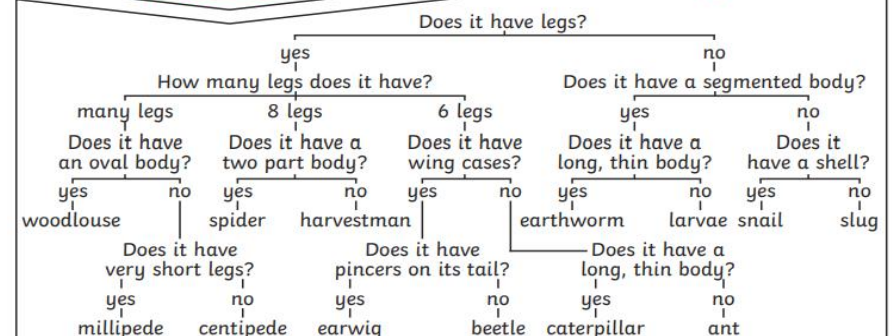 Does it have legs?
yes no
How many legs does it have? Does it have a segmented body?
many legs 8 legs 6 legs yes no
Does it have Does it have a Does it have Does it have a Does it
an oval body? two part body? wing cases? long, thin body? have a shell?
yes no yes no yes no yes no yes no
woodlouse spider harvestman earthworm larvae snail slug
Does it have Does it have Does it have a
very short legs? pincers on its tail? long, thin body?
yes no yes no yes no
millipede centipede earwig beetle caterpillar ant